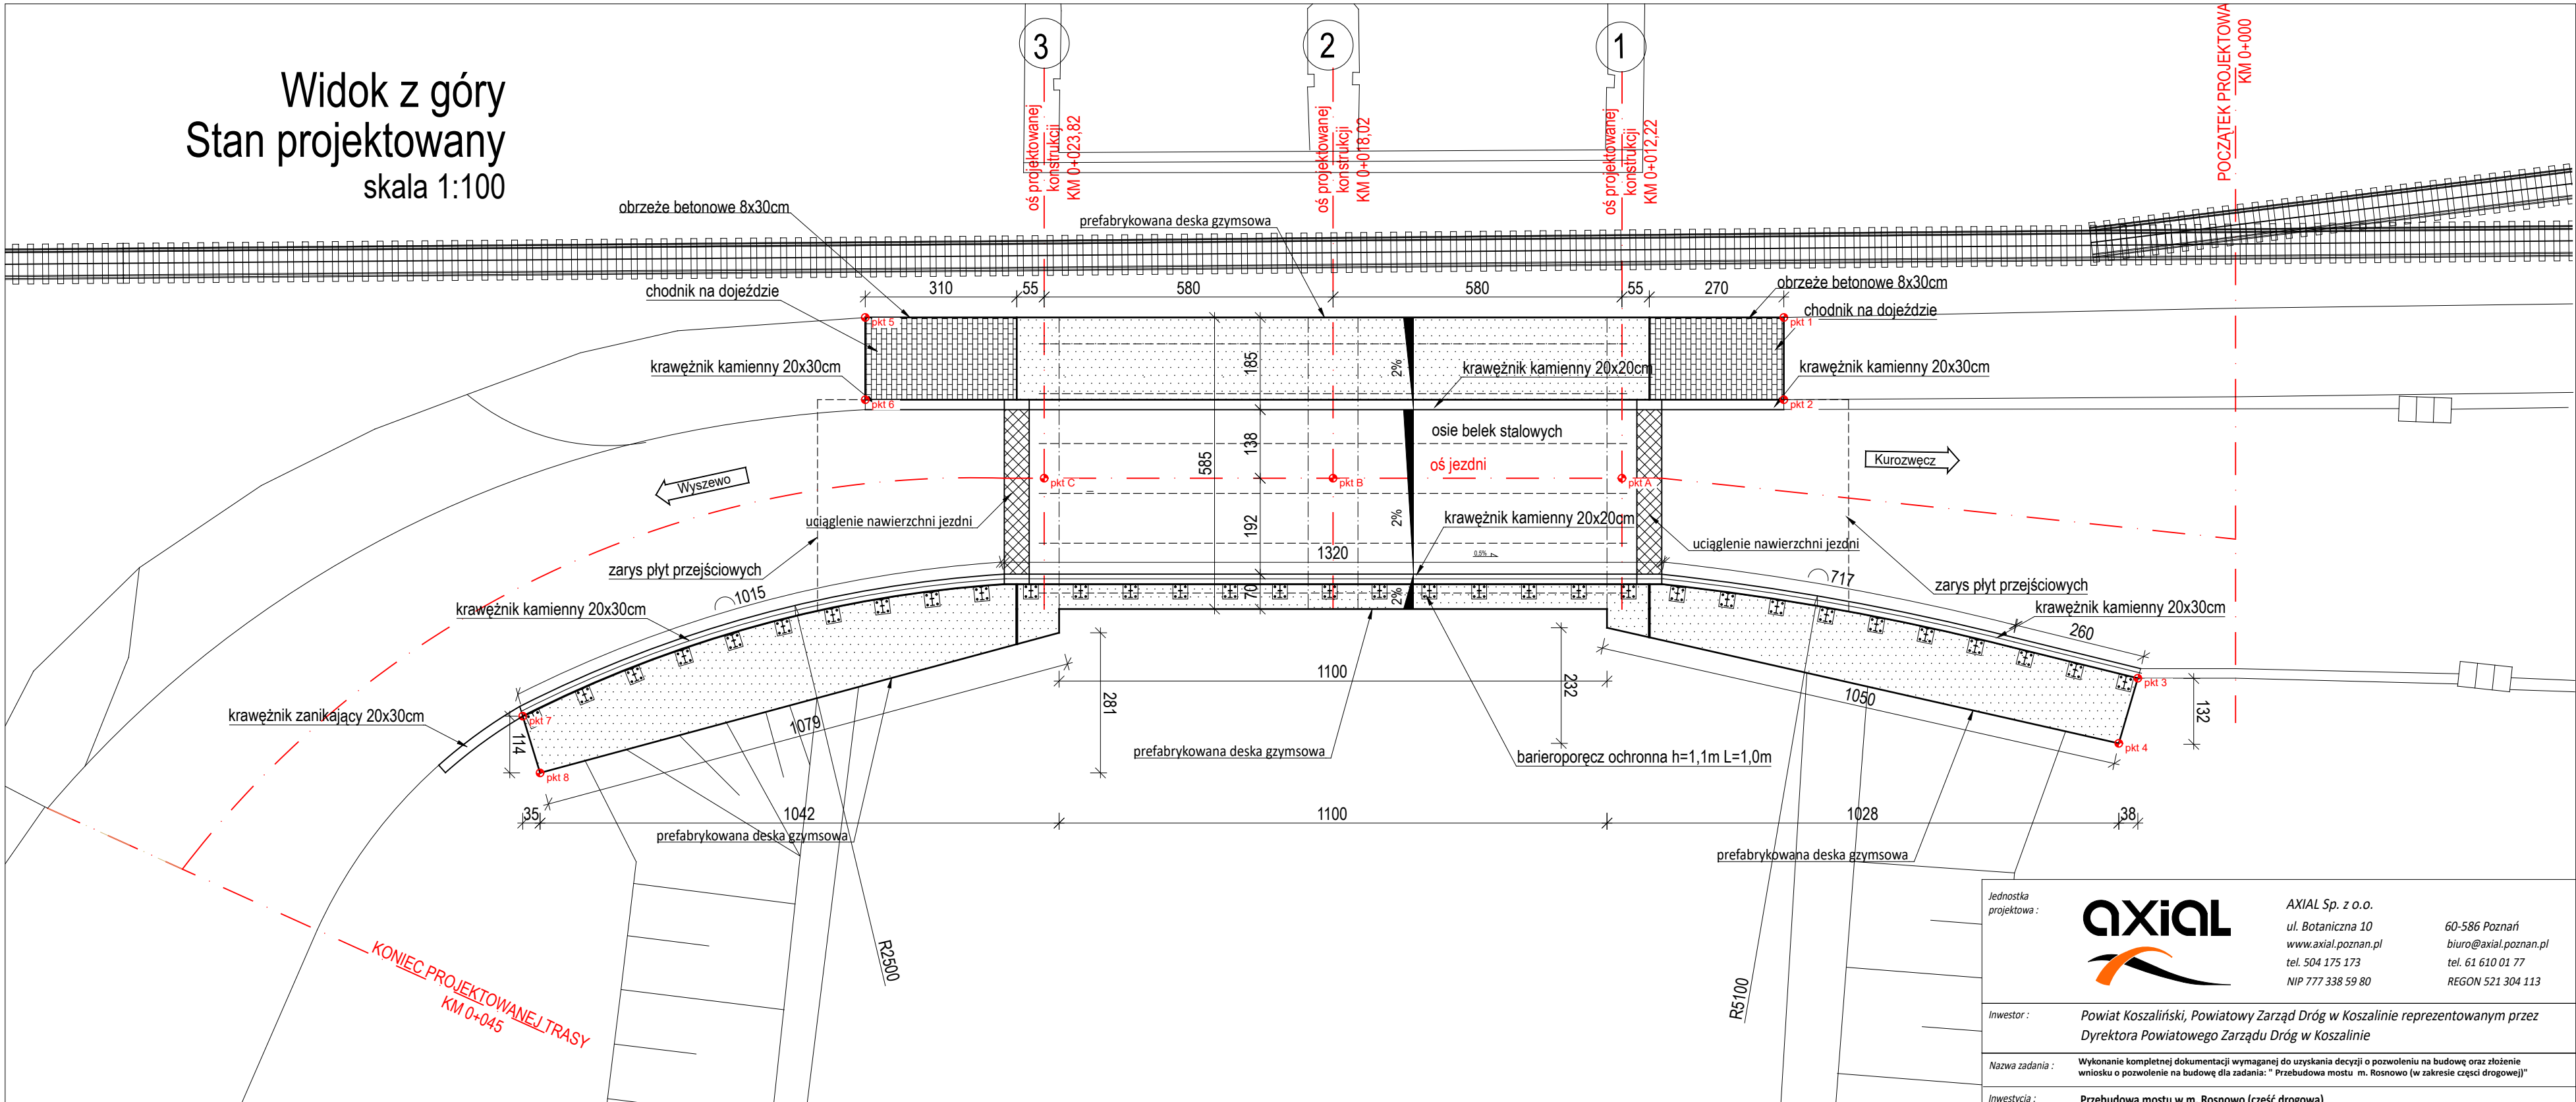 Widok z góry
Stan projektowany
skala 1:100
3
2
1
oś projektowanej
konstrukcji
KM 0+023,82
oś projektowanej
konstrukcji
KM 0+018,02
oś projektowanej
konstrukcji
KM 0+012,22
POCZĄTEK PROJEKTOWA
KM 0+000
obrzeże betonowe 8x30cm
prefabrykowana deska gzymsowa
chodnik na dojeździe
310
55
580
580
55
270
obrzeże betonowe 8x30cm
chodnik na dojeździe
pkt 5
pkt 1
krawężnik kamienny 20x30cm
185
2%
krawężnik kamienny 20x20cm
krawężnik kamienny 20x30cm
pkt 6
pkt 2
138
585
osie belek stalowych
oś jezdni
Wyszewo
Kurozwęcz
pkt C
pkt B
pkt A
uciąglenie nawierzchni jezdni
192
2%
krawężnik kamienny 20x20cm
1320
0,5%
uciąglenie nawierzchni jezdni
zarys płyt przejściowych
1015
70
2%
717
zarys płyt przejściowych
krawężnik kamienny 20x30cm
krawężnik kamienny 20x30cm
260
1100
281
232
1050
pkt 3
132
krawężnik zanikający 20x30cm
pkt 7
114
1079
pkt 8
prefabrykowana deska gzymsowa
barieroporęcz ochronna h=1,1m L=1,0m
pkt 4
35
1042
1100
1028
38
prefabrykowana deska gzymsowa
prefabrykowana deska gzymsowa
R2500
R5100
KONIEC PROJEKTOWANEJ TRASY
KM 0+045
Jednostka
projektowa :
axial
AXIAL Sp. z o.o.
ul. Botaniczna 10
60-586 Poznań
www.axial.poznan.pl
biuro@axial.poznan.pl
tel. 504 175 173
tel. 61 610 01 77
NIP 777 338 59 80
REGON 521 304 113
Inwestor :
Powiat Koszaliński, Powiatowy Zarząd Dróg w Koszalinie reprezentowanym przez
Dyrektora Powiatowego Zarządu Dróg w Koszalinie
Nazwa zadania :
Wykonanie kompletnej dokumentacji wymaganej do uzyskania decyzji o pozwoleniu na budowę oraz złożenie
wniosku o pozwolenie na budowę dla zadania: " Przebudowa mostu m. Rosnowo (w zakresie części drogowej)"
Inwestycja :
Przebudowa mostu w m. Rosnowo (część drogowa)